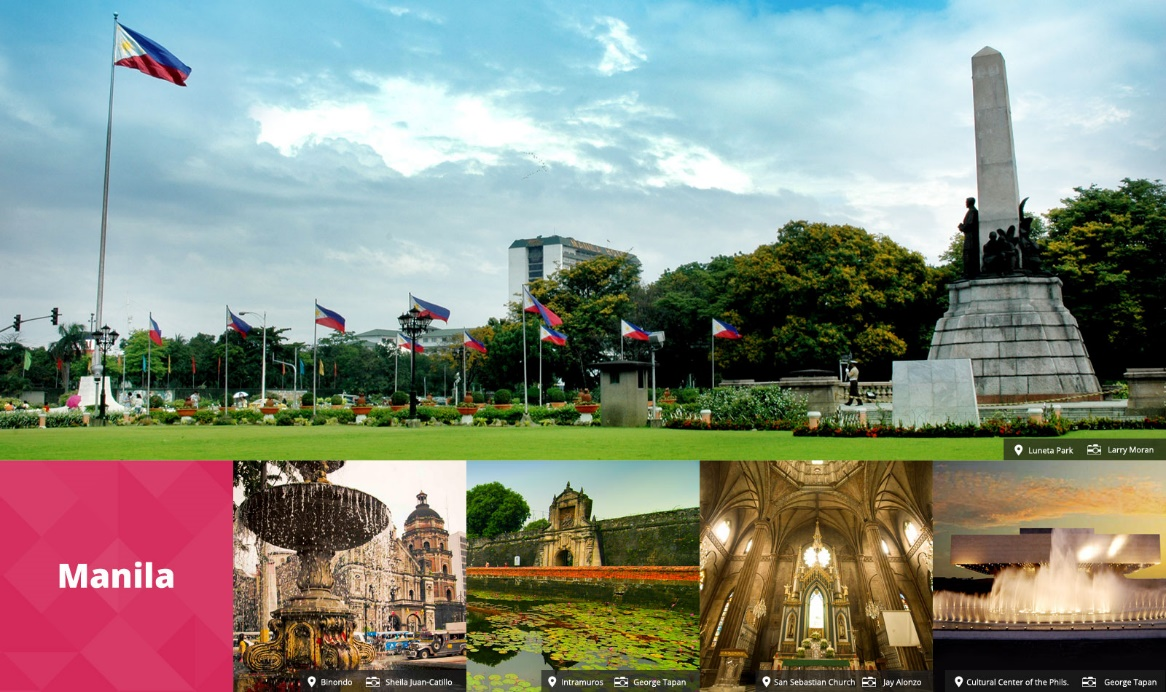 Luneta Park Larry Moran
Manila
Binondo Sheila Juan-Catilo
Intramuros George Tapan
San Sebastian Church Jay Alonzo
Cultural Center of the Phils. George Tapan